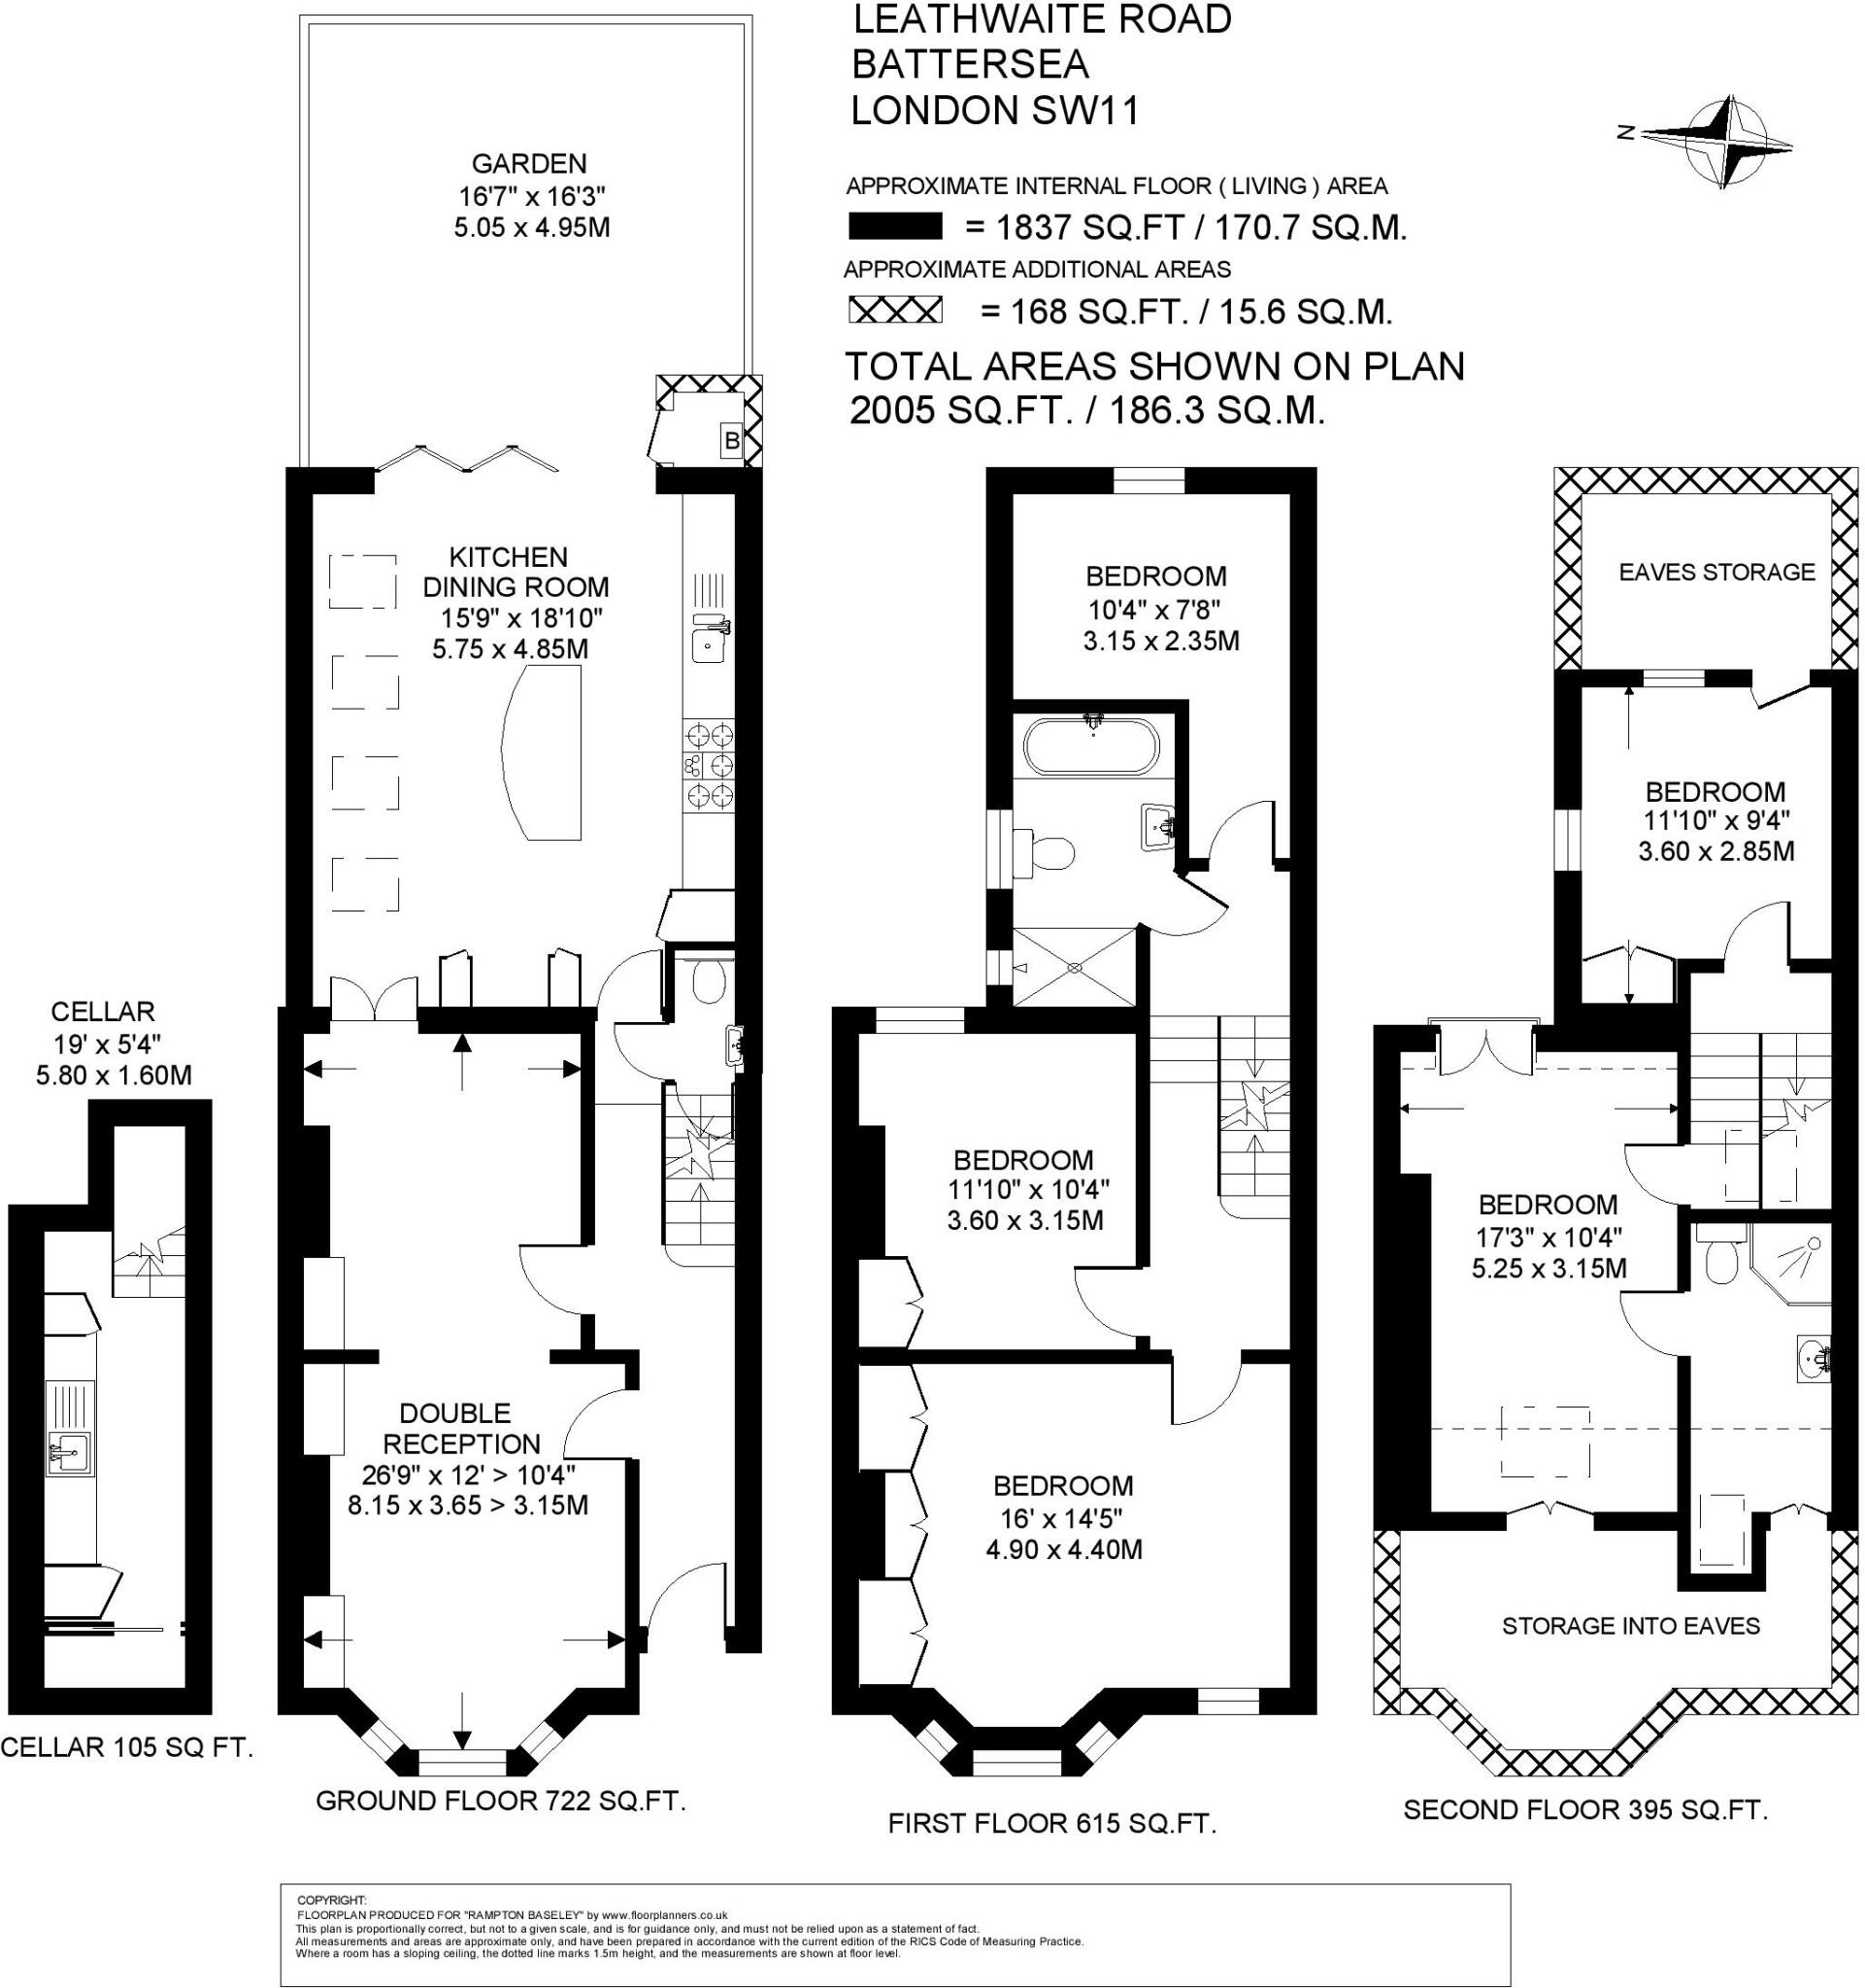 LEATHWAITE ROAD
BATTERSEA
LONDON SW11
N
APPROXIMATE INTERNAL FLOOR ( LIVING ) AREA
= 1837 SQ.FT / 170.7 SQ.M.
APPROXIMATE ADDITIONAL AREAS
= 168 SQ.FT. / 15.6 SQ.M.
TOTAL AREAS SHOWN ON PLAN
2005 SQ.FT. / 186.3 SQ.M.
GARDEN
16'7" x 16'3"
5.05 x 4.95M
B
KITCHEN
DINING ROOM
15'9" x 18'10"
5.75 x 4.85M
BEDROOM
10'4" x 7'8"
3.15 x 2.35M
EAVES STORAGE
BEDROOM
11'10" x 9'4"
3.60 x 2.85M
CELLAR
19' x 5'4"
5.80 x 1.60M
BEDROOM
11'10" x 10'4"
3.60 x 3.15M
BEDROOM
17'3" x 10'4"
5.25 x 3.15M
DOUBLE
RECEPTION
26'9" x 12' > 10'4"
8.15 x 3.65 > 3.15M
BEDROOM
16' x 14'5"
4.90 x 4.40M
STORAGE INTO EAVES
CELLAR 105 SQ FT.
GROUND FLOOR 722 SQ.FT.
FIRST FLOOR 615 SQ.FT.
SECOND FLOOR 395 SQ.FT.
COPYRIGHT:
FLOORPLAN PRODUCED FOR "RAMPTON BASELEY" by www.floorplanners.co.uk
This plan is proportionally correct, but not to a given scale, and is for guidance only, and must not be relied upon as a statement of fact.
All measurements and areas are approximate only, and have been prepared in accordance with the current edition of the RICS Code of Measuring Practice.
Where a room has a sloping ceiling, the dotted line marks 1.5m height, and the measurements are shown at floor level.